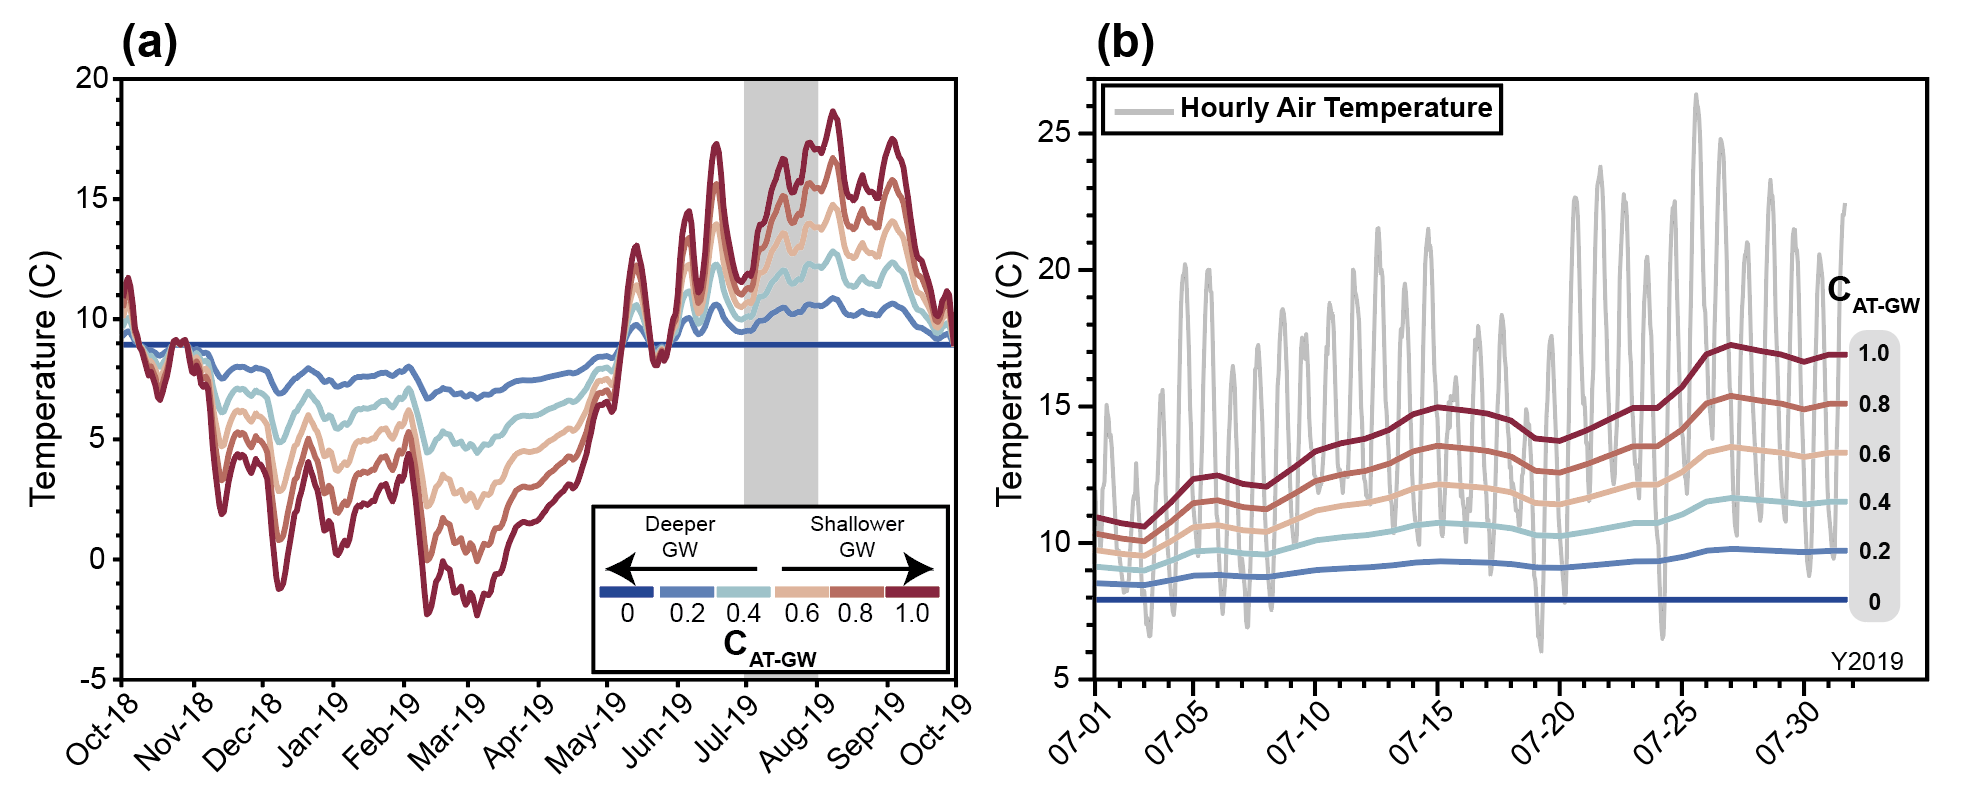 (a)
20
15
10
5
0
-5
Temperature (C)
Oct-18
Nov-18
Dec-18
Jan-19
Feb-19
Mar-19
Apr-19
May-19
Jun-19
Jul-19
Aug-19
Sep-19
Oct-19
Deeper GW
Shallower GW
0 0.2 0.4 0.6 0.8 1.0
C AT-GW
(b)
Hourly Air Temperature
25
20
15
10
5
Temperature (C)
C AT-GW
1.0
0.8
0.6
0.4
0.2
0
Y2019
07-01
07-05
07-10
07-15
07-20
07-25
07-30